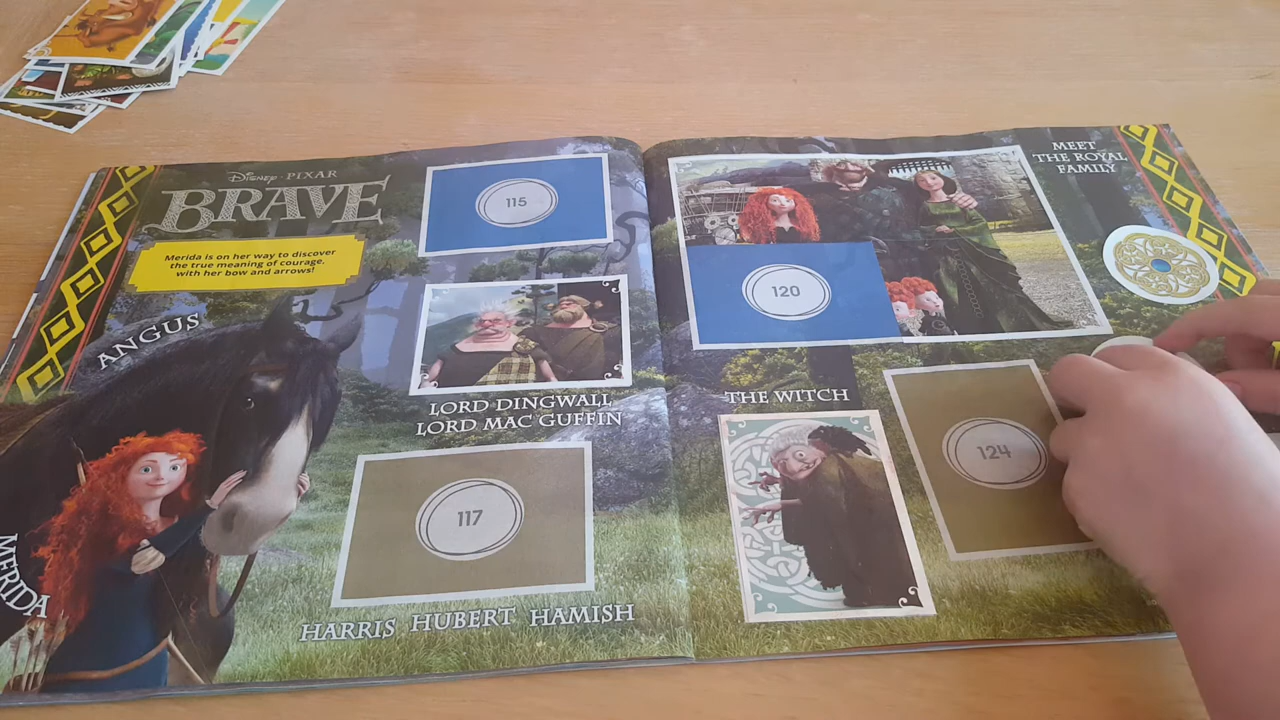 DISNEY·PIXAR
BRAVE
Merida is on her way to discover
the true meaning of courage,
with her bow and arrows!
ANGUS
MERIDA
115
LORD DINGWALL
LORD MAC GUFFIN
117
HARRIS HUBERT HAMISH
MEET
THE ROYAL
FAMILY
120
THE WITCH
124